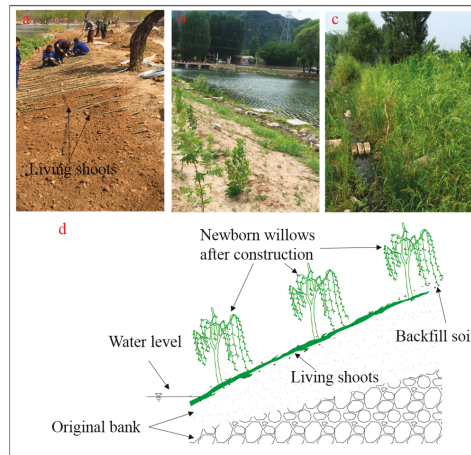 a
b
c
Living shoots
d
Newborn willows
after construction
Backfill soi
Water level
Living shoots
Original bank